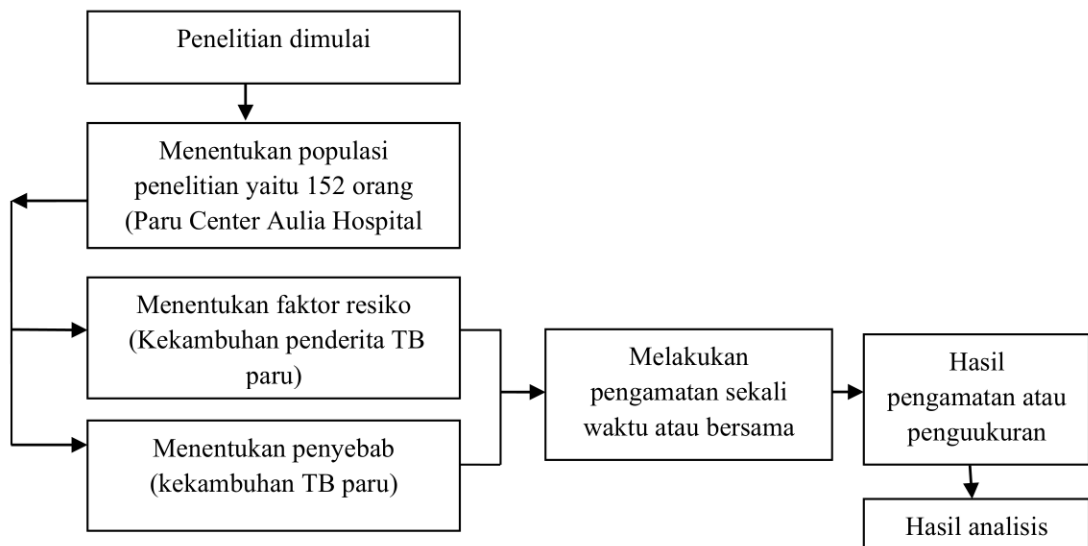 Penelitian dimulai
Menentukan populasi
penelitian yaitu 152 orang
(Paru Center Aulia Hospital
Menentukan faktor resiko
(Kekambuhan penderita TB
paru)
Menentukan penyebab
(kekambuhan TB paru)
Melakukan
pengamatan sekali
waktu atau bersama
Hasil
pengamatan atau
penguukuran
Hasil analisis